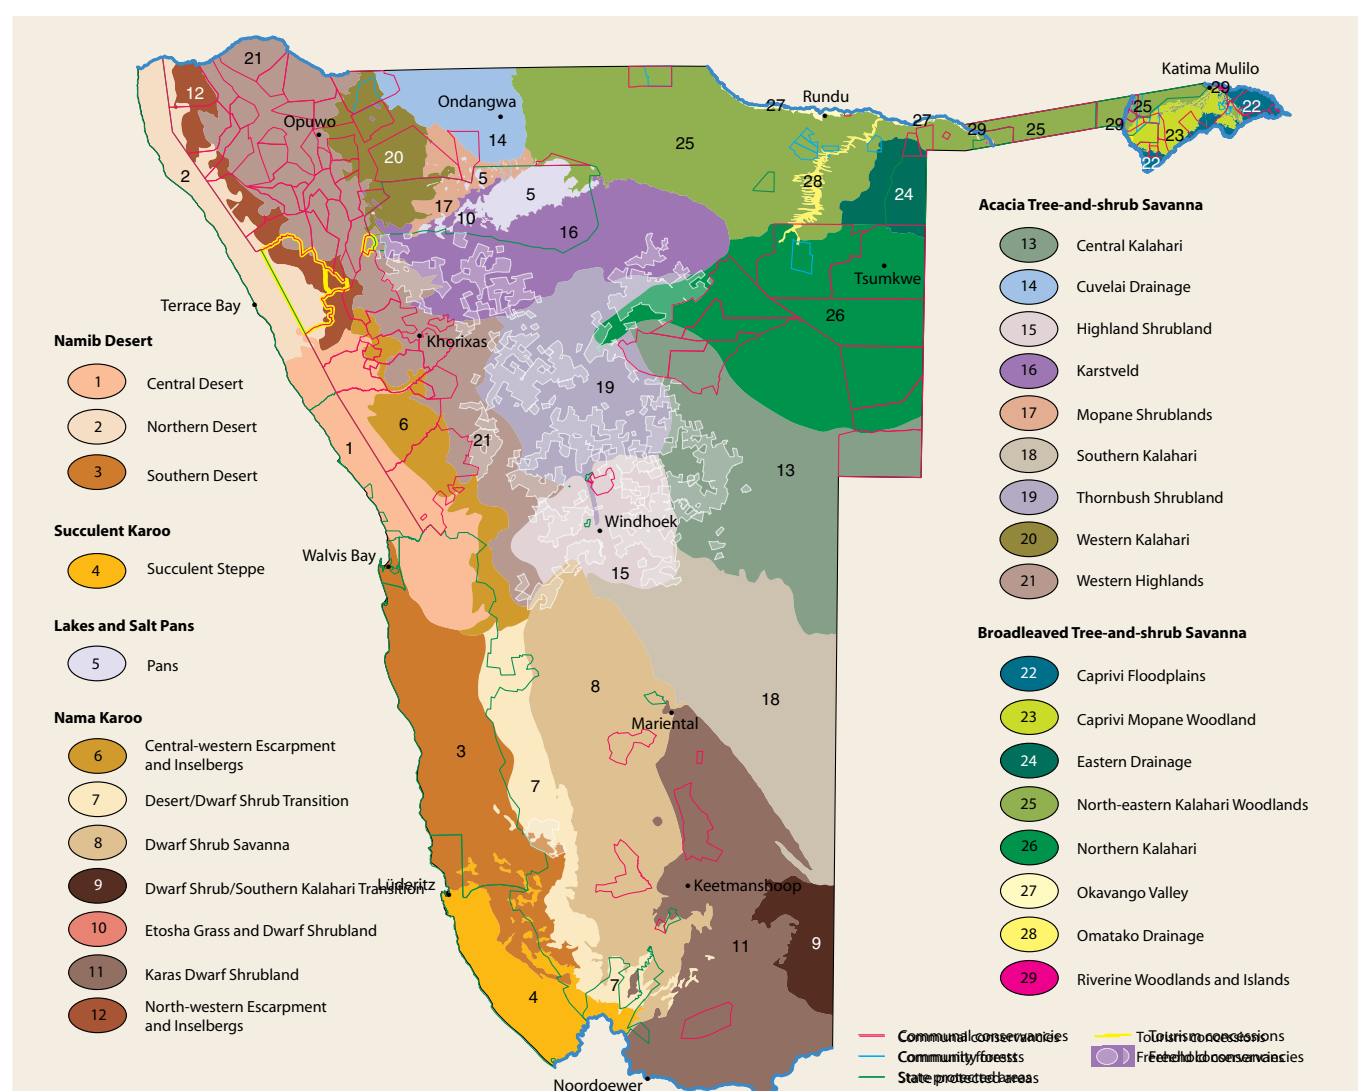 21
Katima Mulilo
29
12
Ondangwa
27
Rundu
25
22
Opuwo
27
29
25
29
23
14
25
20
22
2
5
5
28
24
17
10
16
Tsumkwe
Terrace Bay
26
Khorixas
19
6
1
21
13
Windhoek
Walvis Bay
15
8
18
Mariental
3
7
Lüderitz
Keetmanshoop
11
9
4
7
Noordoewer
Namib Desert
1 Central Desert
2 Northern Desert
3 Southern Desert
Succulent Karoo
4 Succulent Steppe
Lakes and Salt Pans
5 Pans
Nama Karoo
6 Central-western Escarpment
and Inselbergs
7 Desert/Dwarf Shrub Transition
8 Dwarf Shrub Savanna
9 Dwarf Shrub/Southern Kalahari Transition
10 Etosha Grass and Dwarf Shrubland
11 Karas Dwarf Shrubland
12 North-western Escarpment
and Inselbergs
Acacia Tree-and-shrub Savanna
13 Central Kalahari
14 Cuvelai Drainage
15 Highland Shrubland
16 Karstveld
17 Mopane Shrublands
18 Southern Kalahari
19 Thornbush Shrubland
20 Western Kalahari
21 Western Highlands
Broadleaved Tree-and-shrub Savanna
22 Caprivi Floodplains
23 Caprivi Mopane Woodland
24 Eastern Drainage
25 North-eastern Kalahari Woodlands
26 Northern Kalahari
27 Okavango Valley
28 Omatako Drainage
29 Riverine Woodlands and Islands
Communal conservancies
Community forests
State protected areas
Tourism concessions
Freehold conservancies